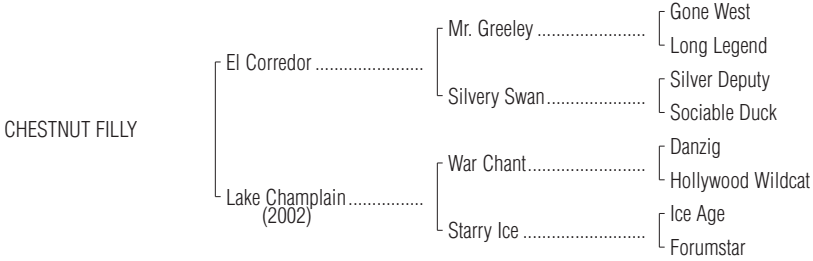 Gone West
Mr. Greeley .......................
Long Legend
El Corredor .......................
Silver Deputy
Silvery Swan.....................
Sociable Duck
CHESTNUT FILLY
Danzig
War Chant.........................
Hollywood Wildcat
Lake Champlain................
(2002)
Ice Age
Starry Ice ..........................
Forumstar